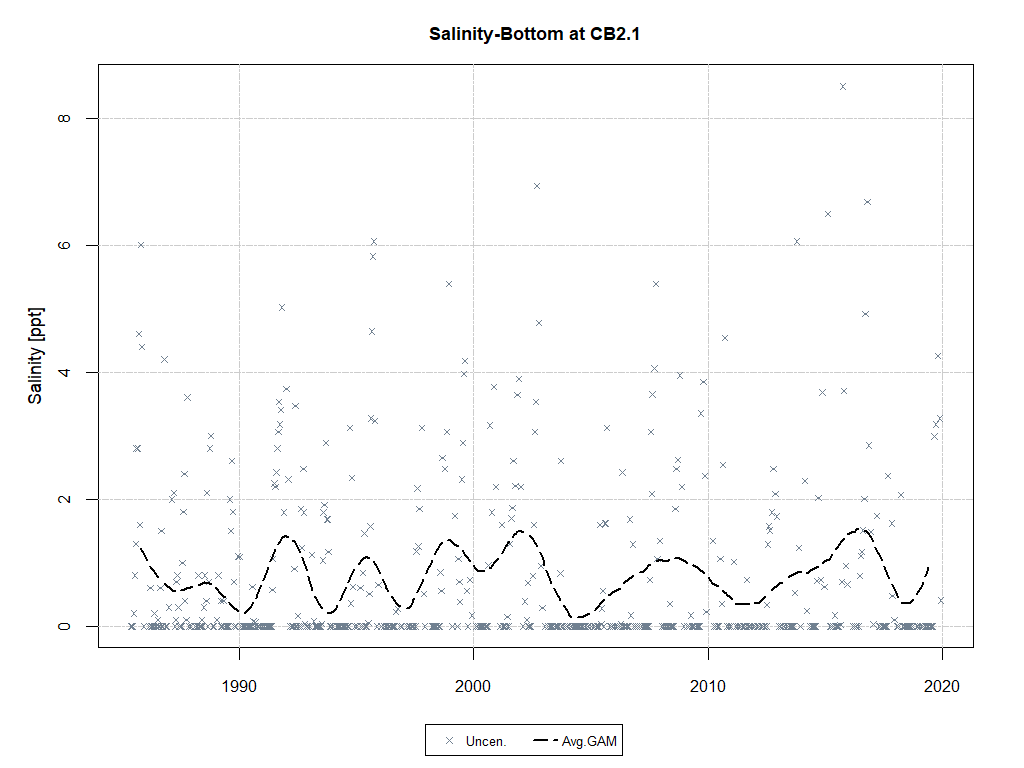 Salinity-Bottom at CB2.1
Salinity [ppt]
8
6
4
2
0
1990
2000
2010
2020
Uncen.
Avg.GAM